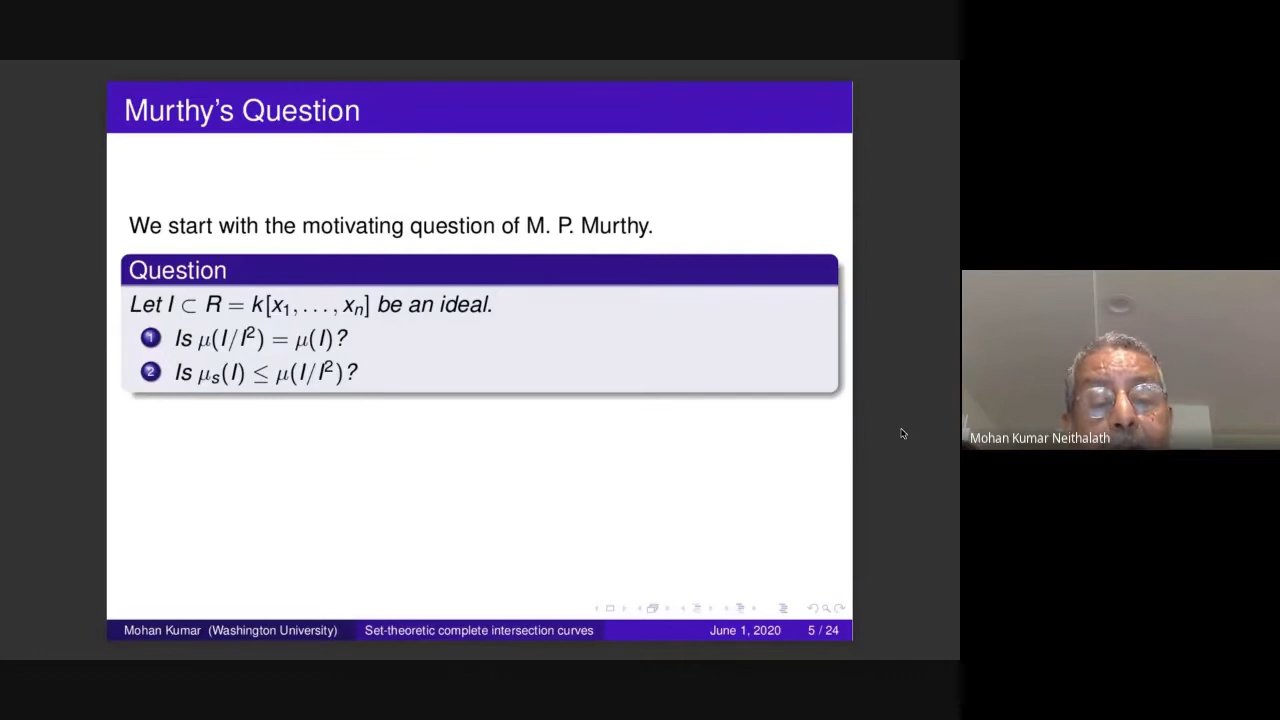 Murthy's Question
We start with the motivating question of M. P. Murthy.
Question
Let I ⊂ R = k[x₁, . . . , xₙ] be an ideal.
1 Is μ(I/I²) = μ(I)?
2 Is μₛ(I) ≤ μ(I/I²)?
Mohan Kumar Neithalath
Mohan Kumar (Washington University) Set-theoretic complete intersection curves June 1, 2020 5 / 24